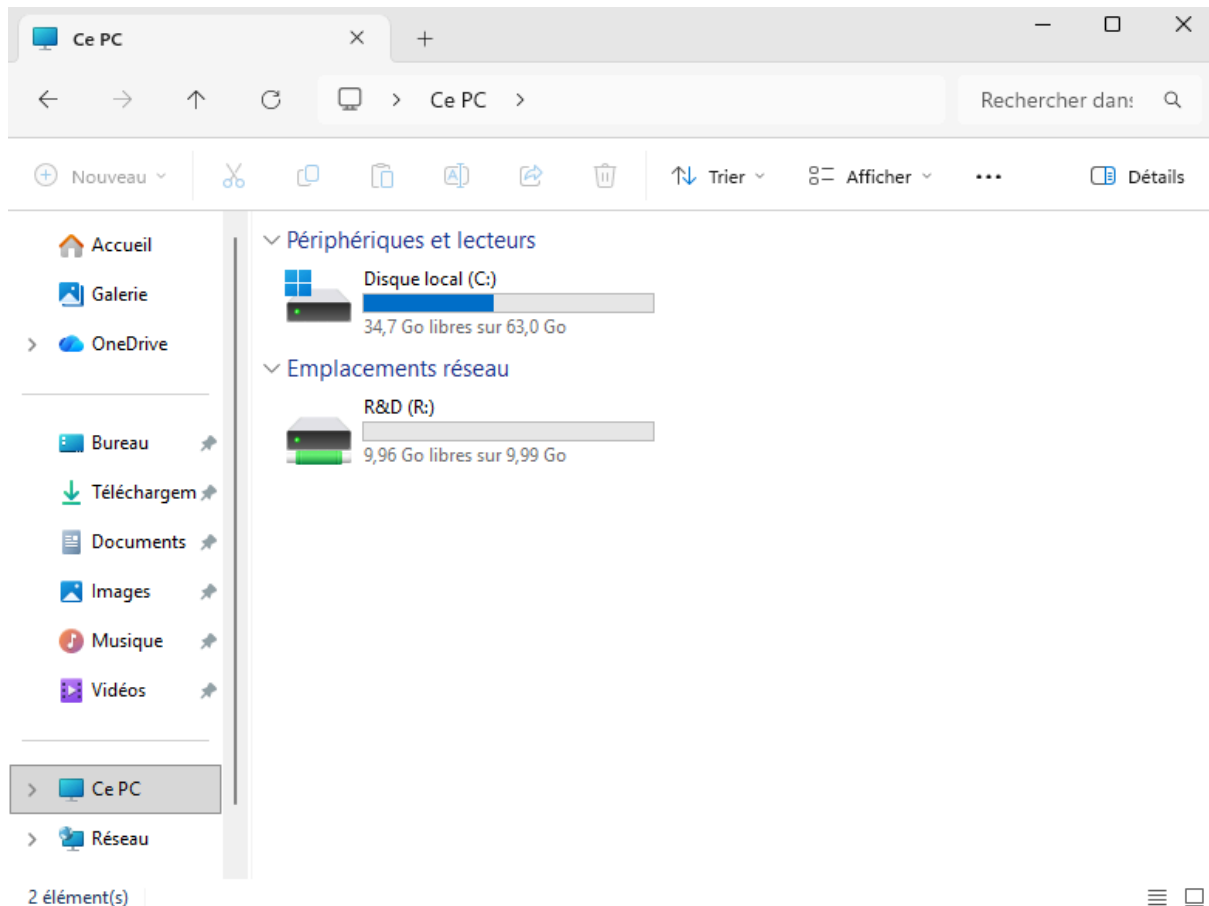 Ce PC
Ce PC
Rechercher dans
Nouveau
Trier
Afficher
Détails
Accueil
Galerie
OneDrive
Bureau
Téléchargem
Documents
Images
Musique
Vidéos
Ce PC
Réseau
Périphériques et lecteurs
Disque local (C:)
34,7 Go libres sur 63,0 Go
Emplacements réseau
R&D (R:)
9,96 Go libres sur 9,99 Go
2 élément(s)